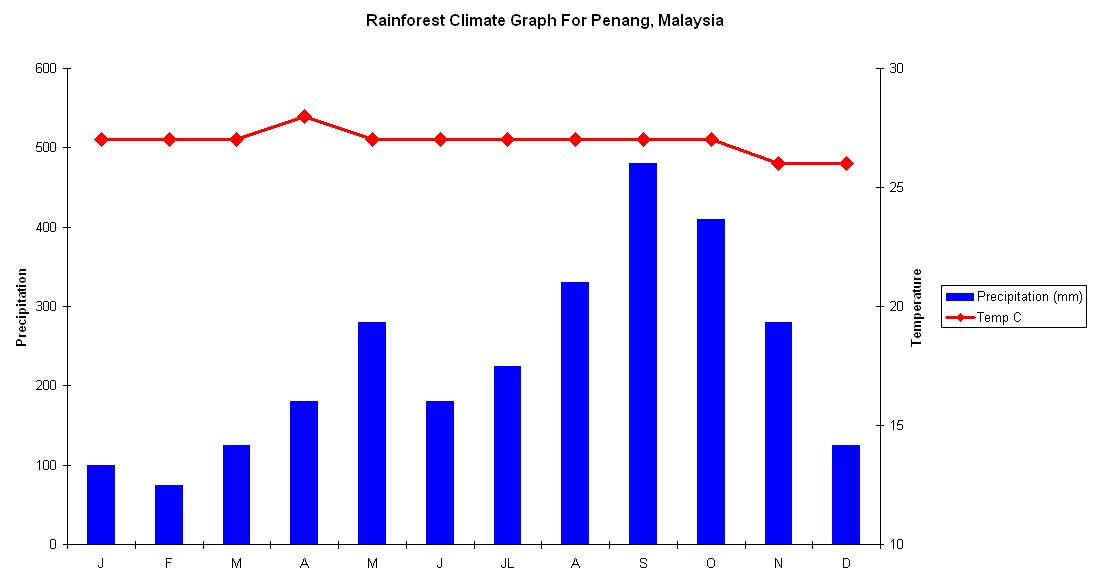 Rainforest Climate Graph For Penang, Malaysia
600
500
400
300
200
100
0
Precipitation
30
25
20
15
10
Temperature
J F M A M J JL A S O N D
Precipitation (mm)
Temp C